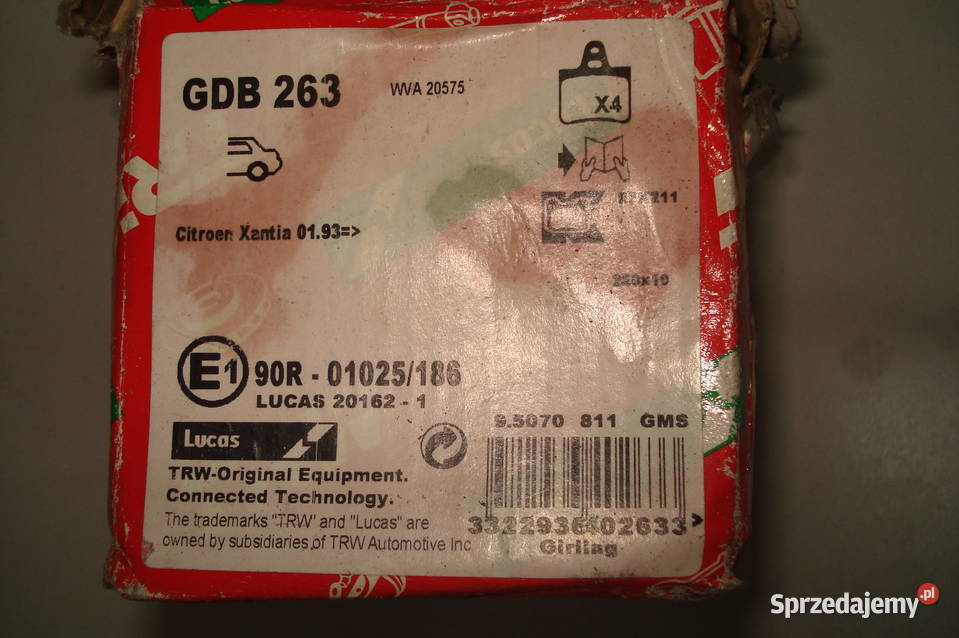 GDB 263
WVA 20575
X4
Citroen Xantia 01.93=>
E1
90R - 01025/186
LUCAS 20162 - 1
9.5070 811 GMS
Lucas
TRW-Original Equipment.
Connected Technology.
The trademarks "TRW" and "Lucas" are
owned by subsidiaries of TRW Automotive Inc
3322936402633 >
Girling
Sprzedajemy.pl